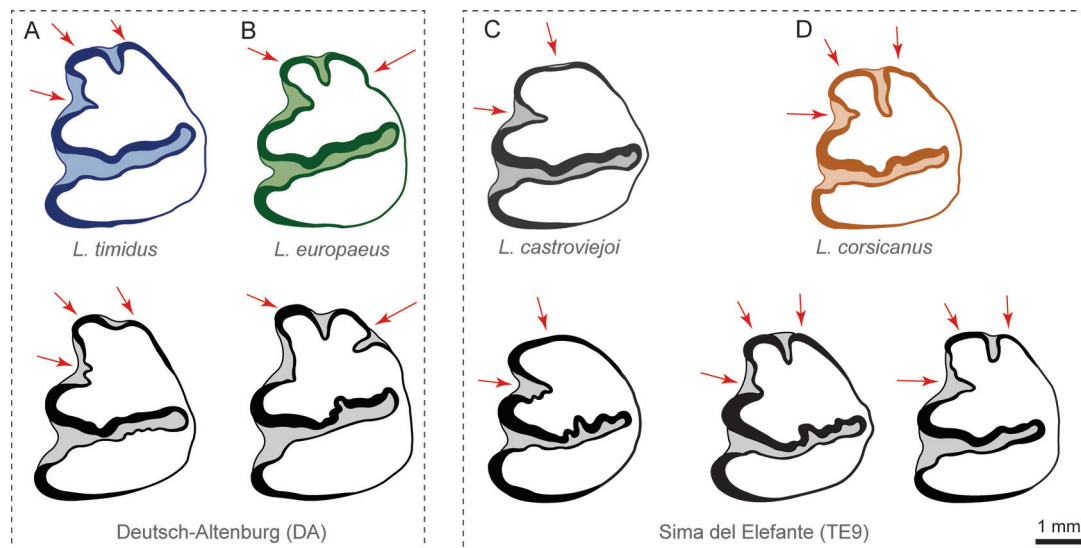 A
B
C
D
L. timidus
L. europaeus
L. castroviejoi
L. corsicanus
Deutsch-Altenburg (DA)
Sima del Elefante (TE9)
1 mm